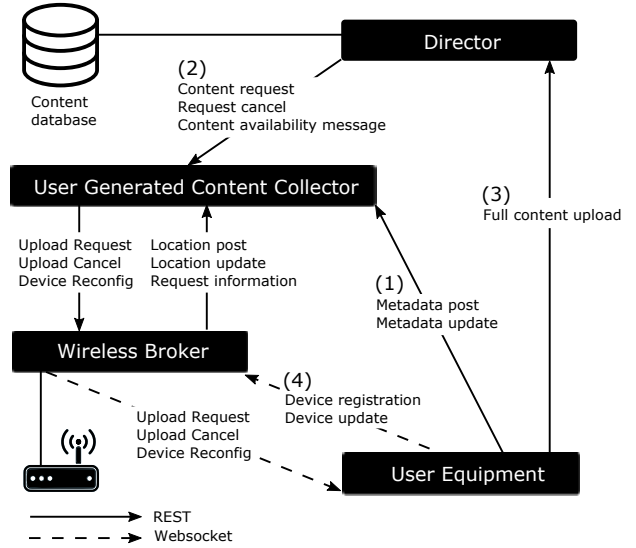 Director
Content
database
(2)
Content request
Request cancel
Content availability message
User Generated Content Collector
(3)
Full content upload
Upload Request
Upload Cancel
Device Reconfig
Location post
Location update
Request information
(1)
Metadata post
Metadata update
Wireless Broker
(4)
Device registration
Device update
Upload Request
Upload Cancel
Device Reconfig
User Equipment
REST
Websocket